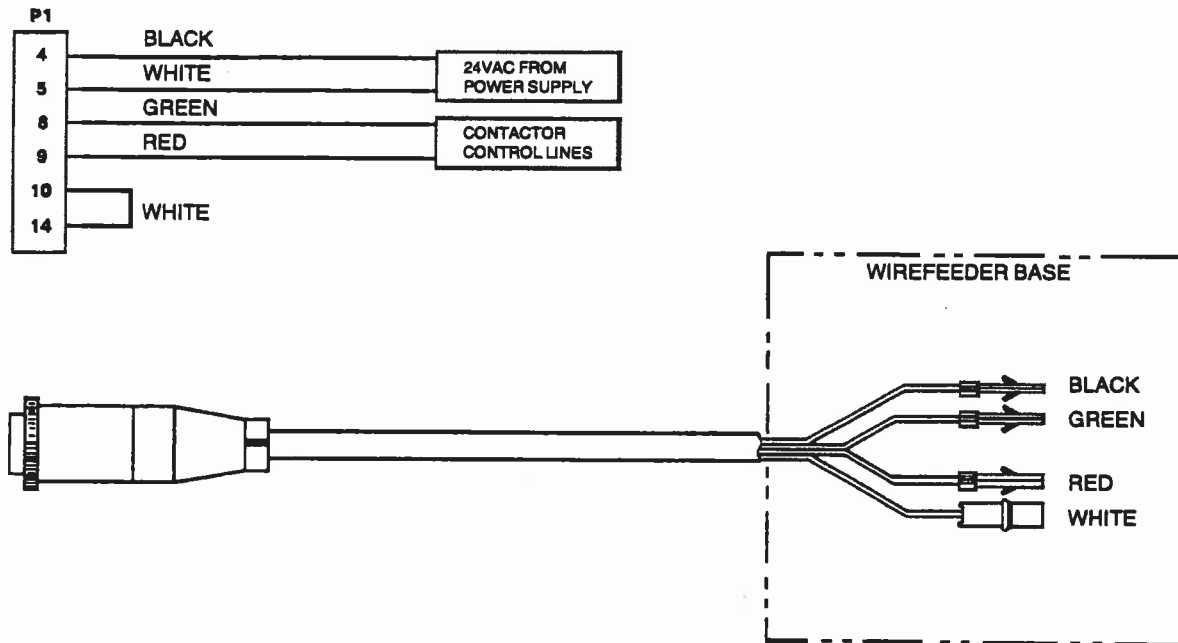 P1
4
BLACK
5
WHITE
24VAC FROM
POWER SUPPLY
8
GREEN
9
RED
CONTACTOR
CONTROL LINES
10
14
WHITE
WIREFEEDER BASE
BLACK
GREEN
RED
WHITE